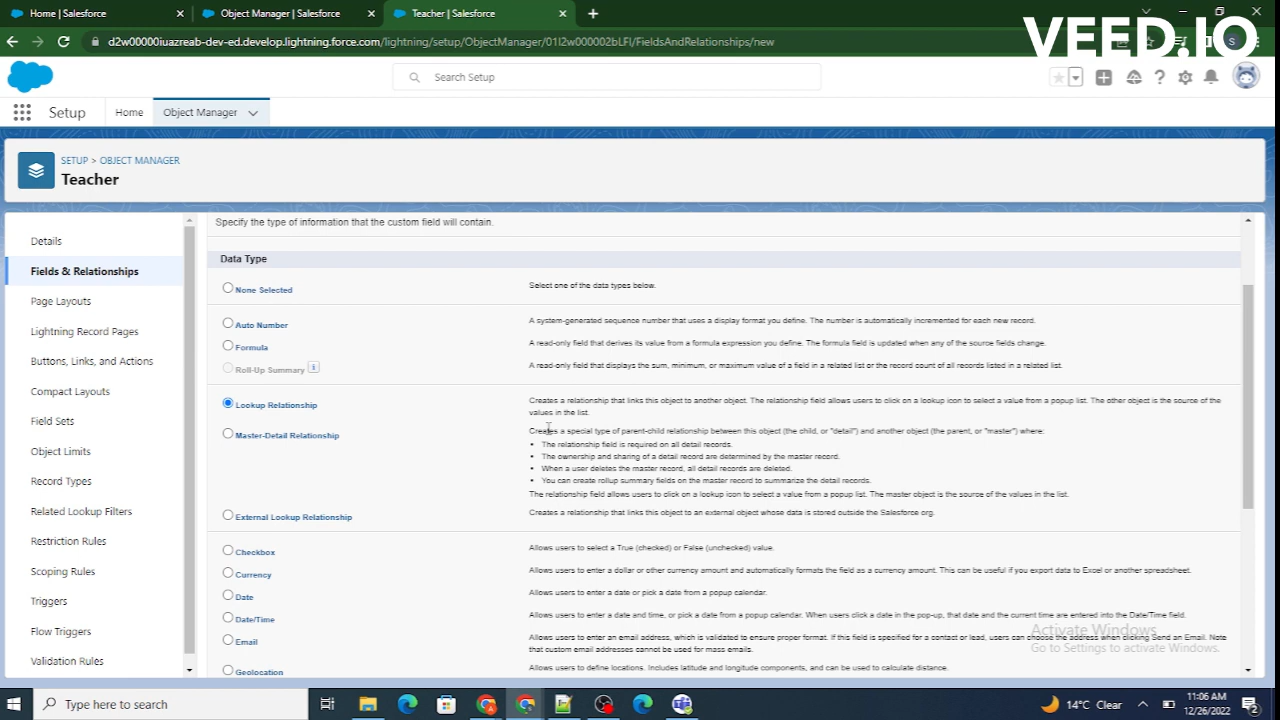 Home | Salesforce
Object Manager | Salesforce
Teacher | Salesforce
d2w00000iuazreab-dev-ed.develop.lightning.force.com/lightning/setup/ObjectManager/01I2w000002bLFI/FieldsAndRelationships/new
VEED.IO
S
Search Setup
Setup
Home
Object Manager
SETUP > OBJECT MANAGER
Teacher
Details
Fields & Relationships
Page Layouts
Lightning Record Pages
Buttons, Links, and Actions
Compact Layouts
Field Sets
Object Limits
Record Types
Related Lookup Filters
Restriction Rules
Scoping Rules
Triggers
Flow Triggers
Validation Rules
Specify the type of information that the custom field will contain.
Data Type
None Selected
Select one of the data types below.
Auto Number
A system-generated sequence number that uses a display format you define. The number is automatically incremented for each new record.
Formula
A read-only field that derives its value from a formula expression you define. The formula field is updated when any of the source fields change.
Roll-Up Summary
i
A read-only field that displays the sum, minimum, or maximum value of a field in a related list or the record count of all records listed in a related list.
Lookup Relationship
Creates a relationship that links this object to another object. The relationship field allows users to click on a lookup icon to select a value from a popup list. The other object is the source of the
values in the list.
Master-Detail Relationship
Creates a special type of parent-child relationship between this object (the child, or "detail") and another object (the parent, or "master") where:
• The relationship field is required on all detail records.
• The ownership and sharing of a detail record are determined by the master record.
• When a user deletes the master record, all detail records are deleted.
• You can create rollup summary fields on the master record to summarize the detail records.
The relationship field allows users to click on a lookup icon to select a value from a popup list. The master object is the source of the values in the list.
External Lookup Relationship
Creates a relationship that links this object to an external object whose data is stored outside the Salesforce org.
Checkbox
Allows users to select a True (checked) or False (unchecked) value.
Currency
Allows users to enter a dollar or other currency amount and automatically formats the field as a currency amount. This can be useful if you export data to Excel or another spreadsheet.
Date
Allows users to enter a date or pick a date from a popup calendar.
Date/Time
Allows users to enter a date and time, or pick a date from a popup calendar. When users click a date in the pop-up, that date and the current time are entered into the Date/Time field.
Email
Allows users to enter an email address, which is validated to ensure proper format. If this field is specified for a contact or lead, users can choose the address when clicking Send an Email. Note
that custom email addresses cannot be used for mass emails.
Geolocation
Allows users to define locations. Includes latitude and longitude components, and can be used to calculate distance.
Activate Windows
Go to Settings to activate Windows.
Type here to search
14°C Clear
11:06 AM
12/26/2022
2